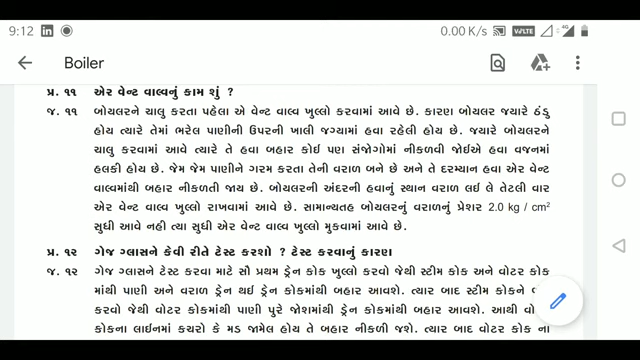 9:12
0.00 K/s
VoLTE
4G
Boiler
પ્ર. ૧૧ એર વેન્ટ વાલ્વનું કામ શું ?
જ. ૧૧ બોયલરને ચાલુ કરતા પહેલા એ વેન્ટ વાલ્વ ખુલ્લો કરવામાં આવે છે. કારણ બોયલર જ્યારે ઠંડુ
હોય ત્યારે તેમાં ભરેલ પાણીની ઉપરની ખાલી જગ્યામાં હવા રહેલી હોય છે. જ્યારે બોયલરને
ચાલુ કરવામાં આવે ત્યારે તે હવા બહાર કોઈ પણ સંજોગોમાં નીકળવી જોઈએ હવા વજનમાં
હલકી હોય છે. જેમ જેમ પાણીને ગરમ કરતા તેની વરાળ બને છે અને તે દરમ્યાન હવા એર વેન્ટ
વાલ્વમાંથી બહાર નીકળતી જાય છે. બોયલરની અંદરની હવાનું સ્થાન વરાળ લઈ લે તેટલી વાર
એર વેન્ટ વાલ્વ ખુલ્લો રાખવામાં આવે છે. સામાન્યતહ બોયલરનું વરાળનું પ્રેશર 2.0 kg / cm²
સુધી આવે નહી ત્યા સુધી એર વેન્ટ વાલ્વ ખુલ્લો મુકવામાં આવે છે.
પ્ર. ૧૨ ગેજ ગ્લાસને કેવી રીતે ટેસ્ટ કરશો ? ટેસ્ટ કરવાનું કારણ
જ. ૧૨ ગેજ ગ્લાસને ટેસ્ટ કરવા માટે સૌ પ્રથમ ડ્રેન કોક ખુલ્લો કરવો જેથી સ્ટીમ કોક અને વોટર કોક
માંથી પાણી અને વરાળ ડ્રેન થઈ ડ્રેન કોકમાંથી બહાર આવશે. ત્યાર બાદ સ્ટીમ કોકને
કરવો જેથી વોટર કોકમાંથી પાણી પુરે જોશમાંથી ડ્રેન કોકમાંથી બહાર આવશે. આથી
કોકના લાઈનમાં કચરો કે મડ જામેલ હોય તે બહાર નીકળી જશે. ત્યાર બાદ વોટર કોક ના